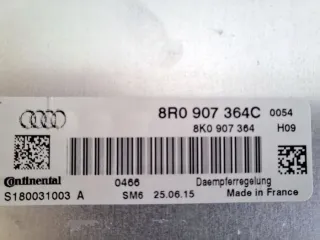 8R0 907 364C 0054
8K0 907 364 H09
Continental 0466 Daempferregelung
S180031003 A SM6 25.06.15 Made in France